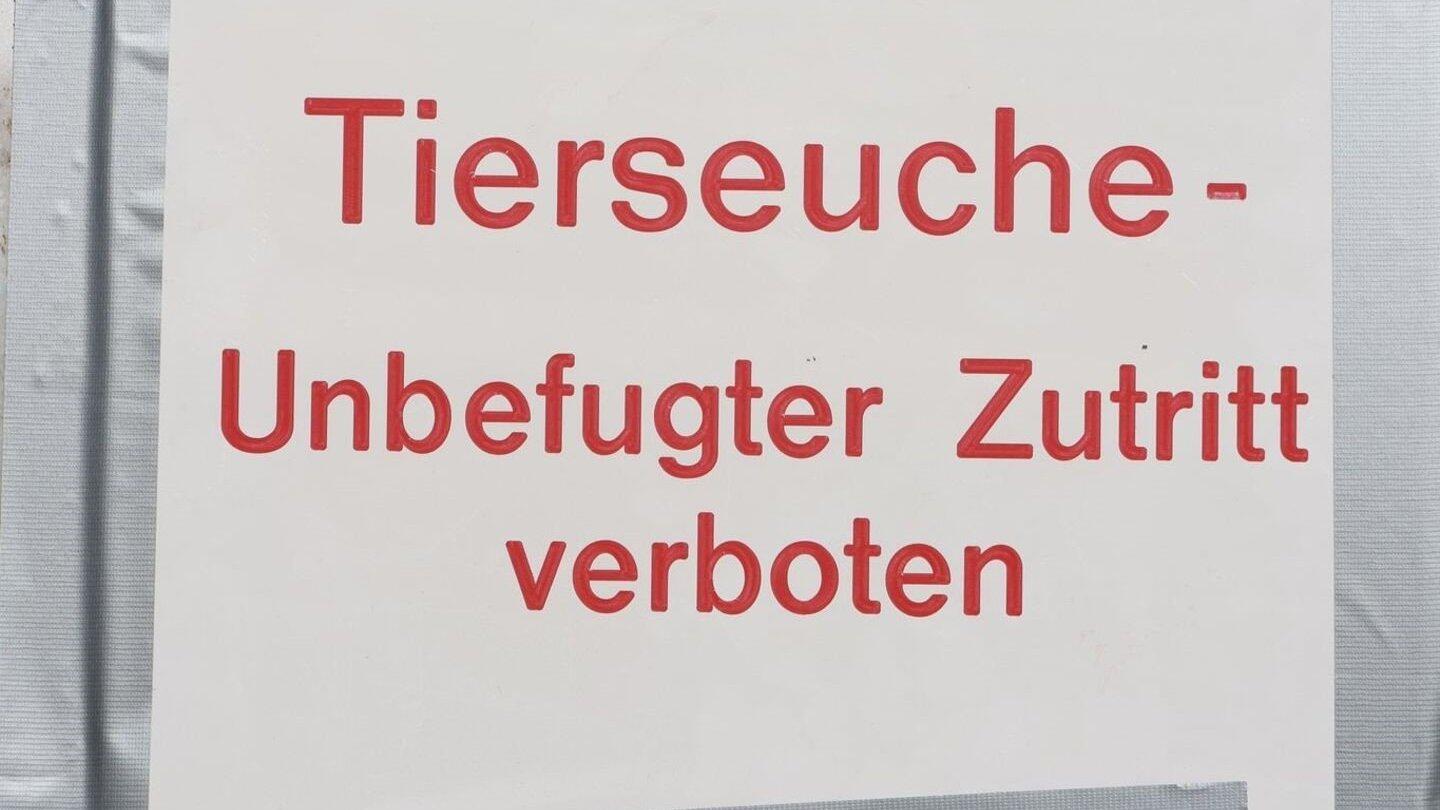 Tierseuche -
Unbefugter Zutritt
verboten